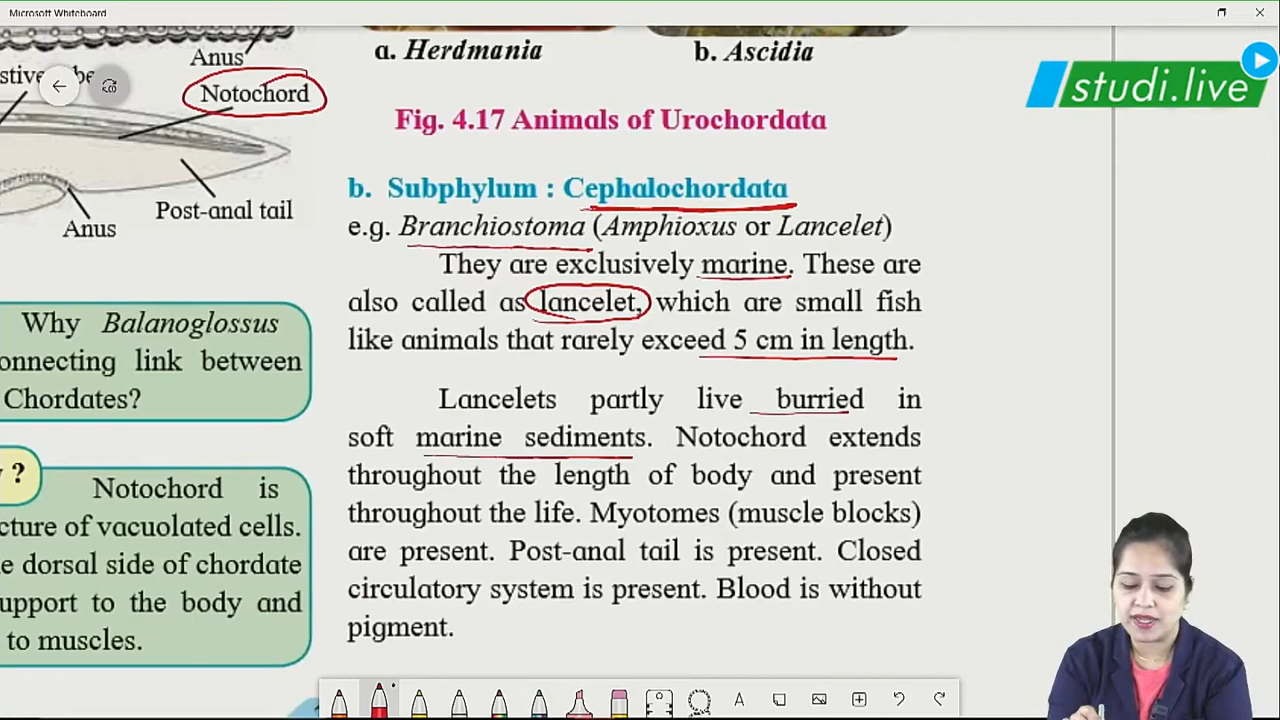 Microsoft Whiteboard
Anus
Notochord
Post-anal tail
Anus
Why Balanoglossus
onnecting link between
Chordates?
?
Notochord is
cture of vacuolated cells.
e dorsal side of chordate
upport to the body and
to muscles.
a. Herdmania
b. Ascidia
Fig. 4.17 Animals of Urochordata
b. Subphylum : Cephalochordata
e.g. Branchiostoma (Amphioxus or Lancelet)
They are exclusively marine. These are
also called as lancelet, which are small fish
like animals that rarely exceed 5 cm in length.
Lancelets partly live burried in
soft marine sediments. Notochord extends
throughout the length of body and present
throughout the life. Myotomes (muscle blocks)
are present. Post-anal tail is present. Closed
circulatory system is present. Blood is without
pigment.
studi.live